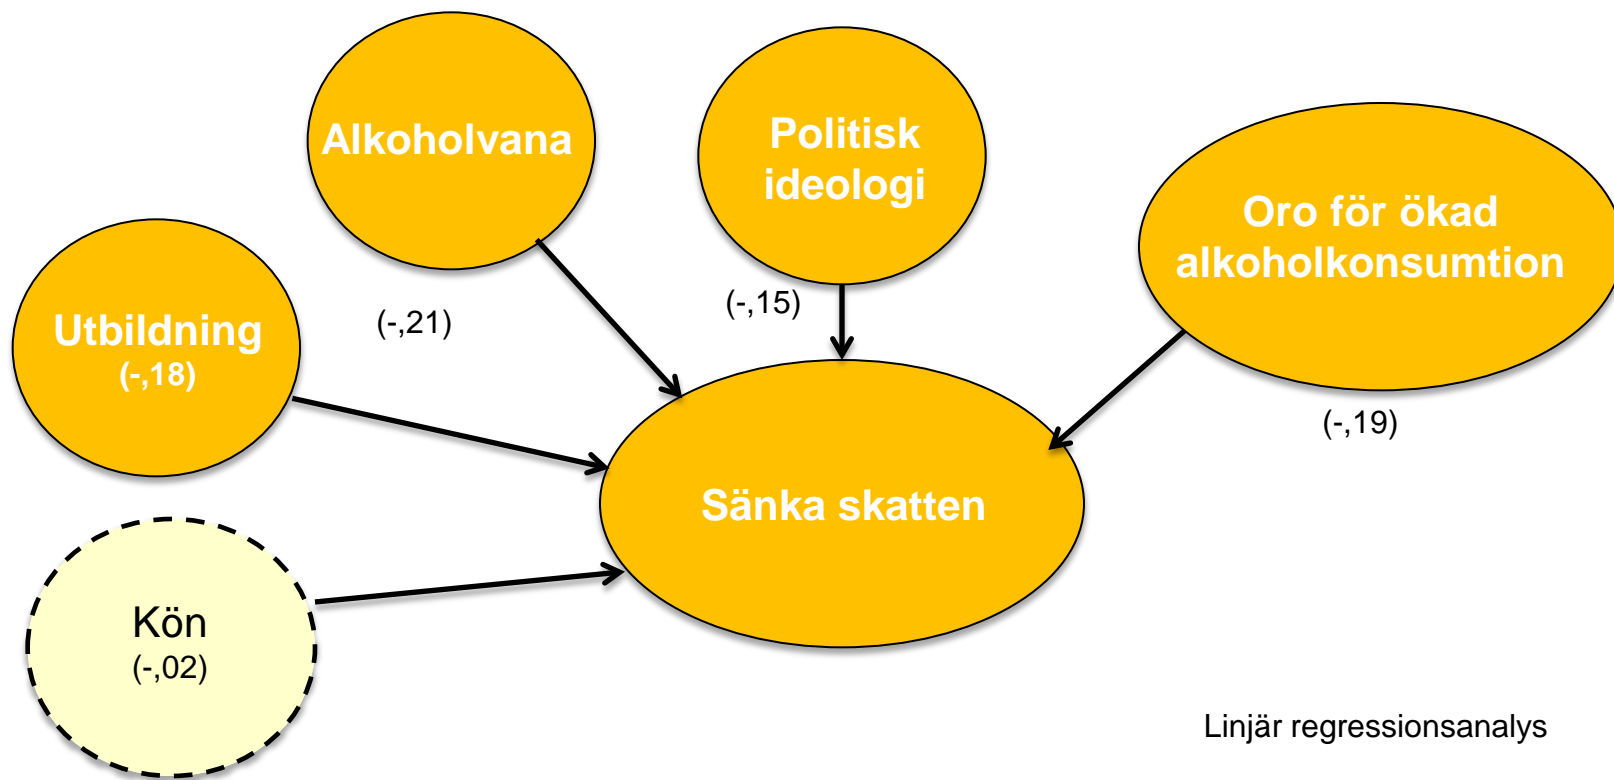 Alkoholvana
(-,21)
Politisk
ideologi
(-,15)
Oro för ökad
alkoholkonsumtion
(-,19)
Utbildning
(-,18)
Sänka skatten
Kön
(-,02)
Linjär regressionsanalys